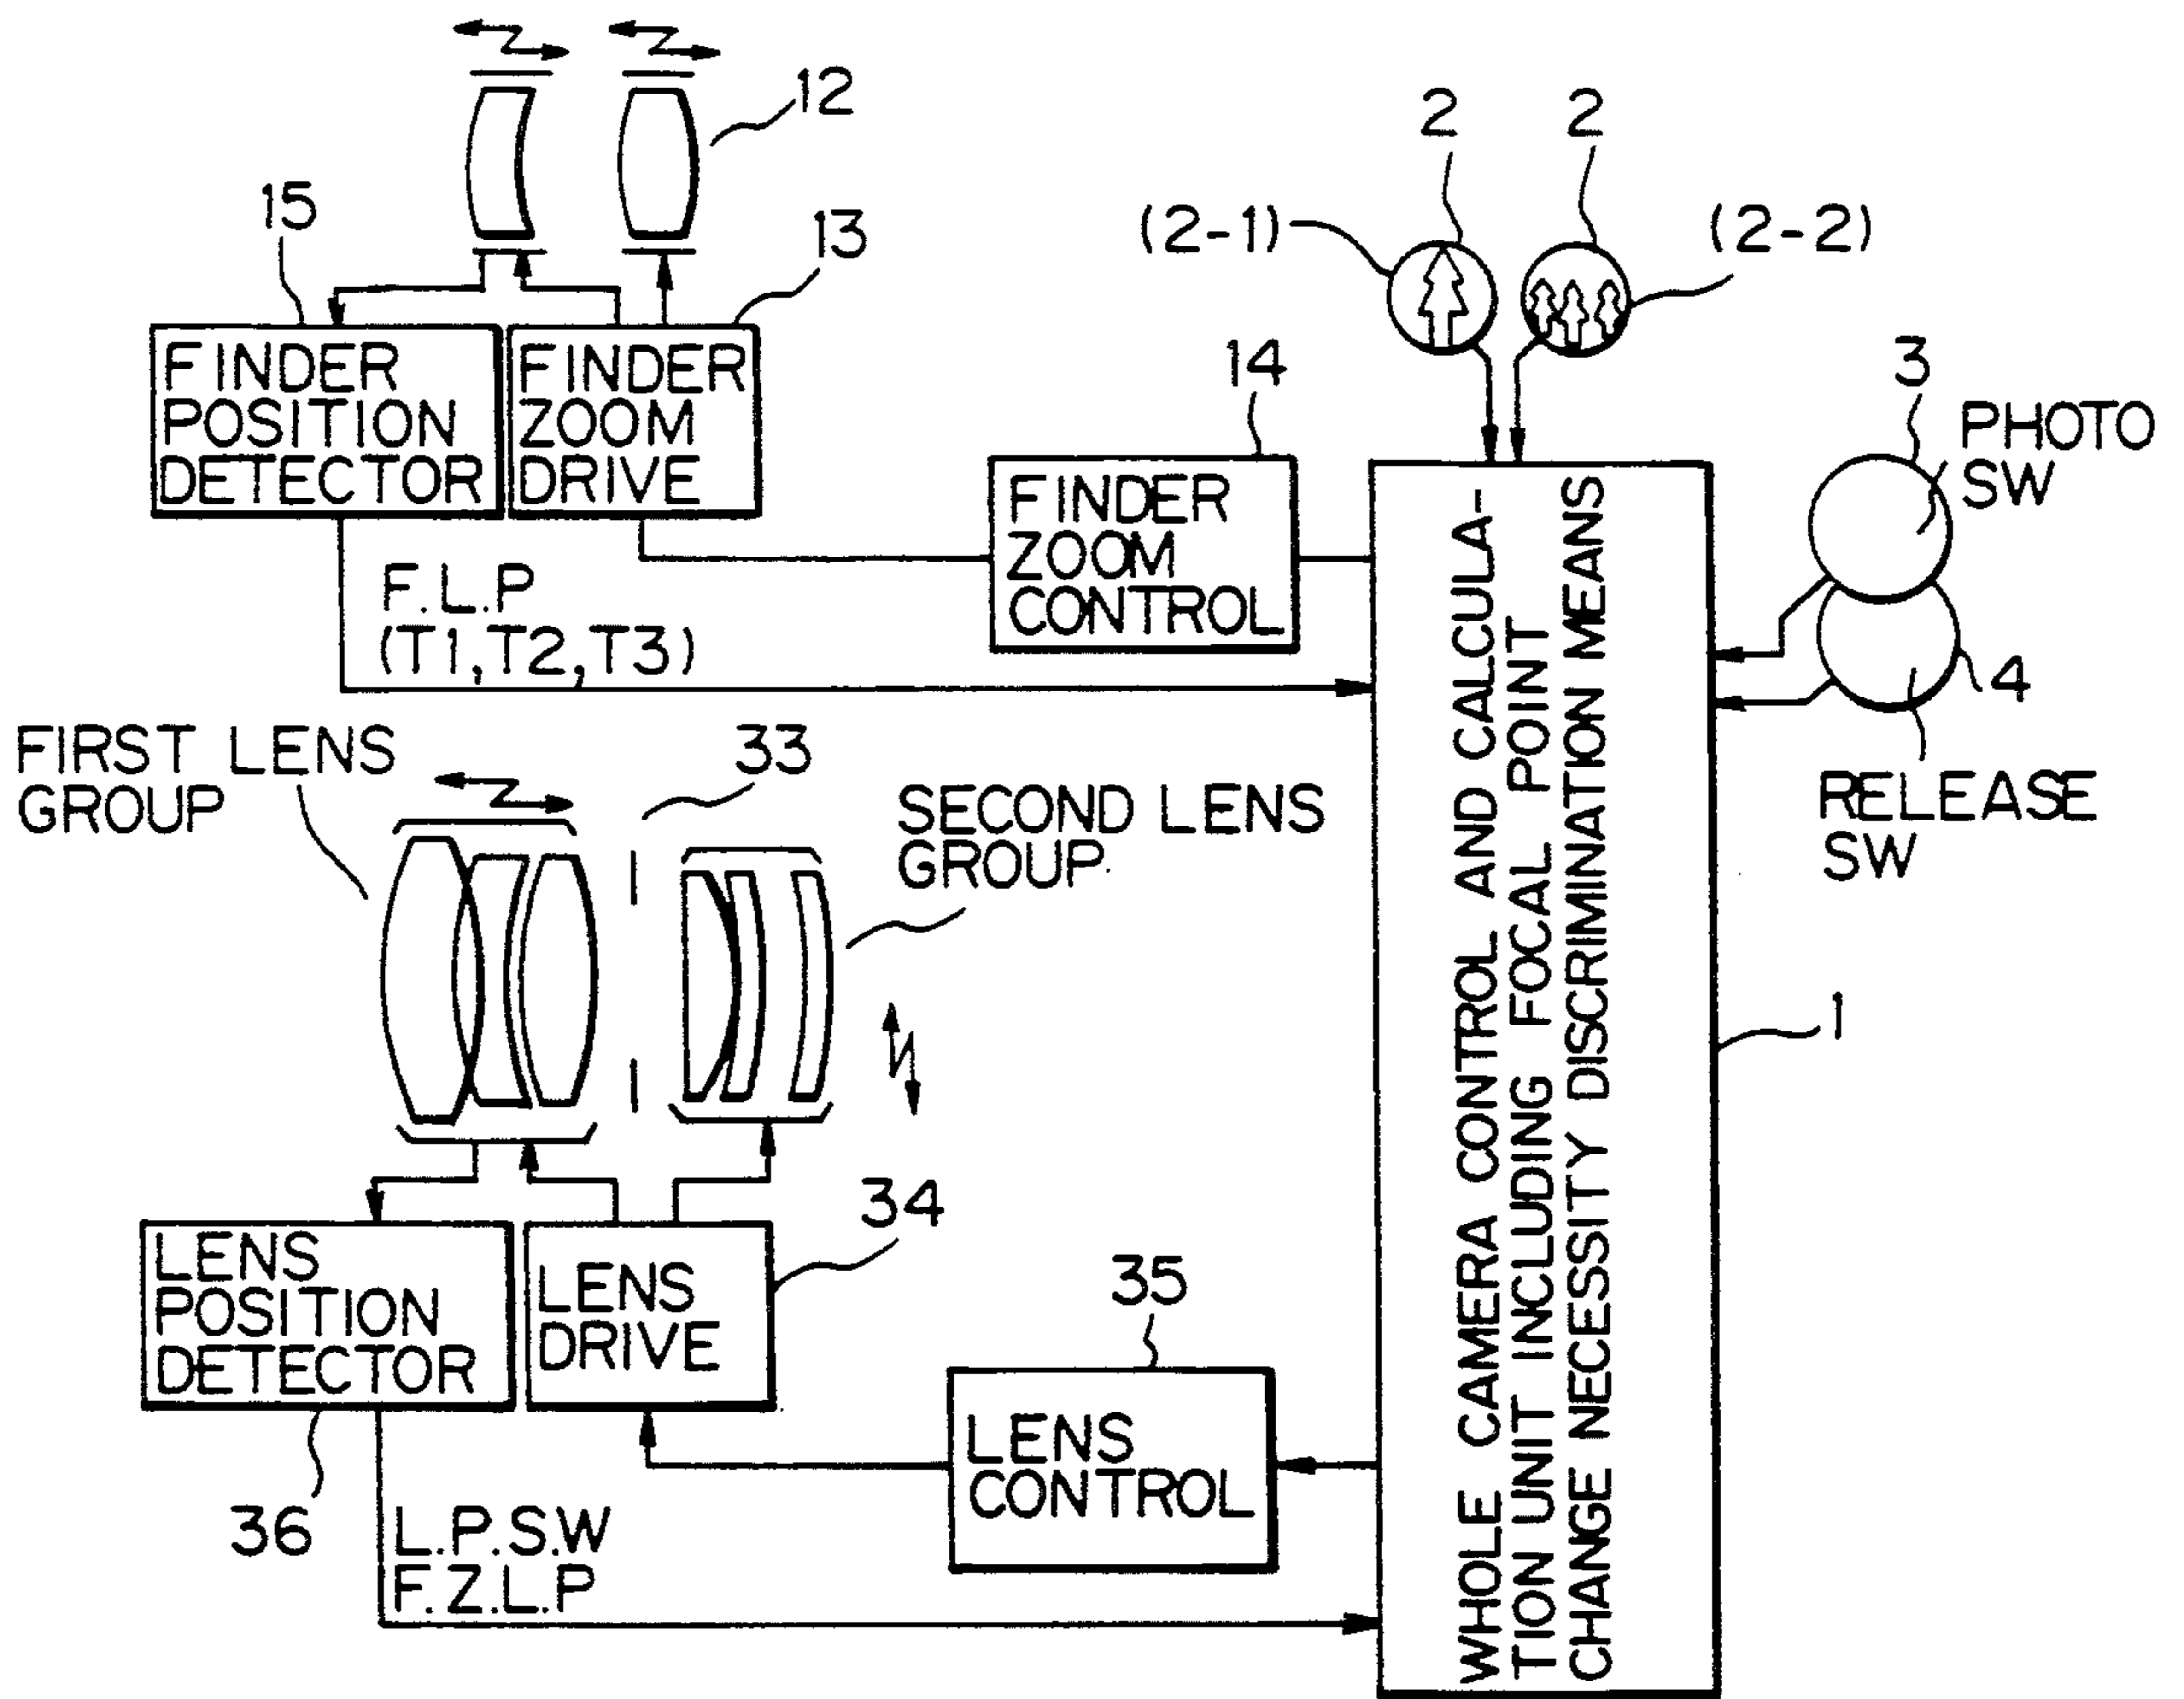 12
2
2
15
13
(2-1)
(2-2)
FINDER
POSITION
DETECTOR
FINDER
ZOOM
DRIVE
14
3
PHOTO
SW
FINDER
ZOOM
CONTROL
F.L.P
(T1,T2,T3)
4
RELEASE
SW
WHOLE CAMERA CONTROL AND CALCULA-
TION UNIT INCLUDING FOCAL POINT
CHANGE NECESSITY DISCRIMINATION MEANS
1
FIRST LENS
GROUP
33
SECOND LENS
GROUP
34
LENS
POSITION
DETECTOR
LENS
DRIVE
35
LENS
CONTROL
36
L.P.S.W
F.Z.L.P